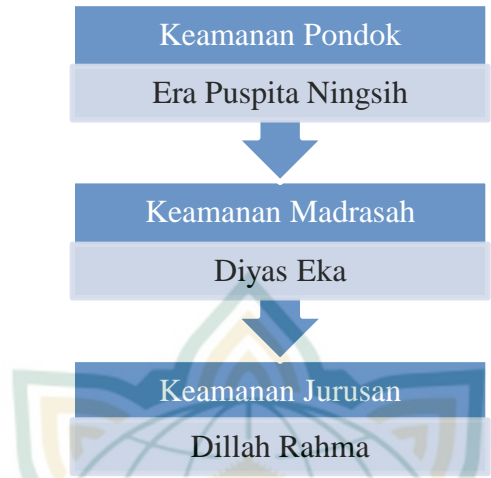 Keamanan Pondok
Era Puspita Ningsih
Keamanan Madrasah
Diyas Eka
Keamanan Jurusan
Dillah Rahma